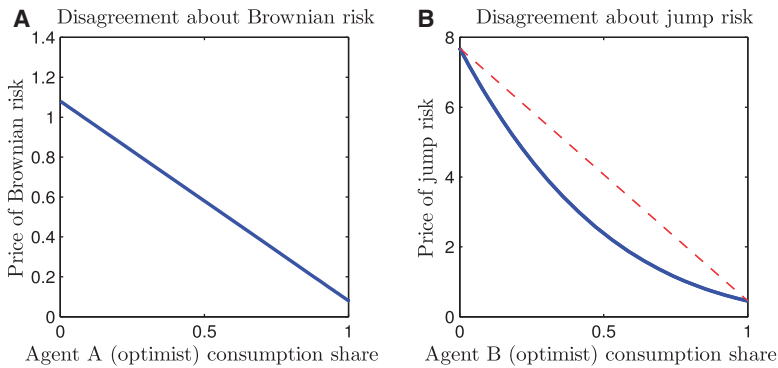 A Disagreement about Brownian risk
1.4
1.2
1
0.8
0.6
0.4
0.2
0
Price of Brownian risk
0 0.5 1
Agent A (optimist) consumption share
B Disagreement about jump risk
8
6
4
2
0
Price of jump risk
0 0.5 1
Agent B (optimist) consumption share